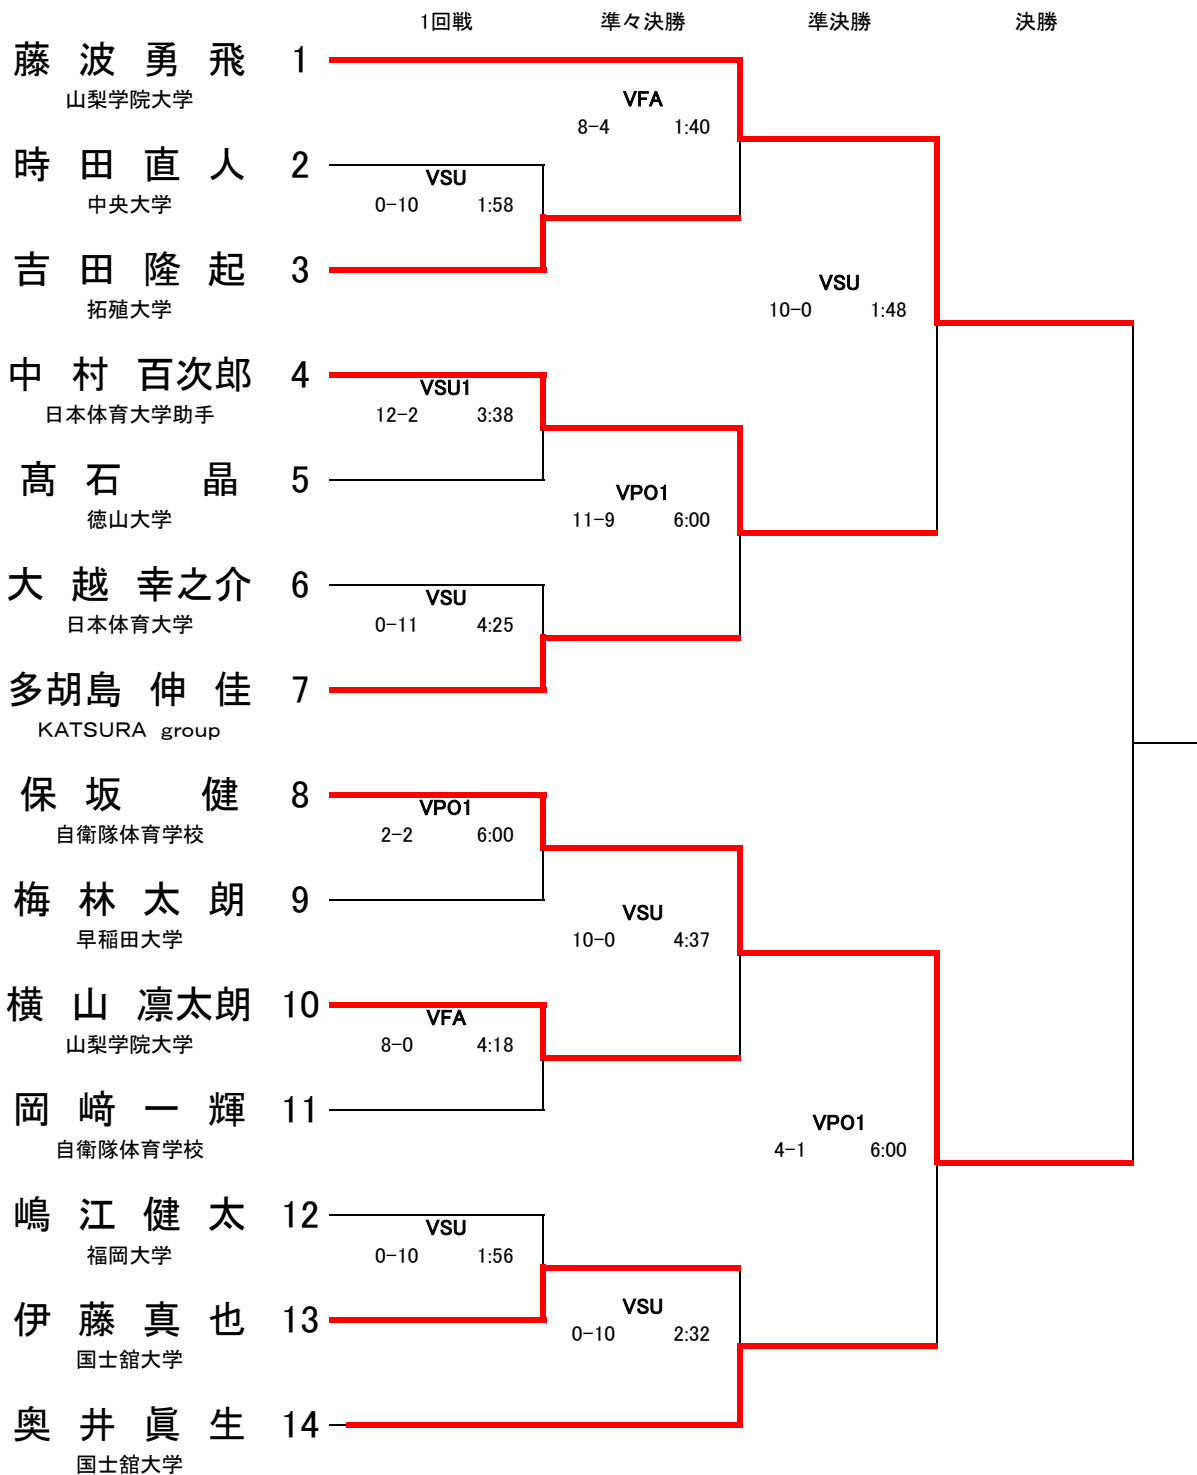 1回戦 準々決勝 準決勝 決勝
藤 波 勇 飛 1
山梨学院大学
VFA
8-4 1:40
時 田 直 人 2
中央大学
VSU
0-10 1:58
吉 田 隆 起 3
拓殖大学
VSU
10-0 1:48
中 村 百次郎 4
日本体育大学助手
VSU1
12-2 3:38
髙 石 晶 5
徳山大学
VPO1
11-9 6:00
大 越 幸之介 6
日本体育大学
VSU
0-11 4:25
多胡島 伸 佳 7
KATSURA group
保 坂 健 8
自衛隊体育学校
VPO1
2-2 6:00
梅 林 太 朗 9
早稲田大学
VSU
10-0 4:37
横 山 凛太朗 10
山梨学院大学
VFA
8-0 4:18
岡 﨑 一 輝 11
自衛隊体育学校
VPO1
4-1 6:00
嶋 江 健 太 12
福岡大学
VSU
0-10 1:56
伊 藤 真 也 13
国士舘大学
VSU
0-10 2:32
奥 井 眞 生 14
国士舘大学